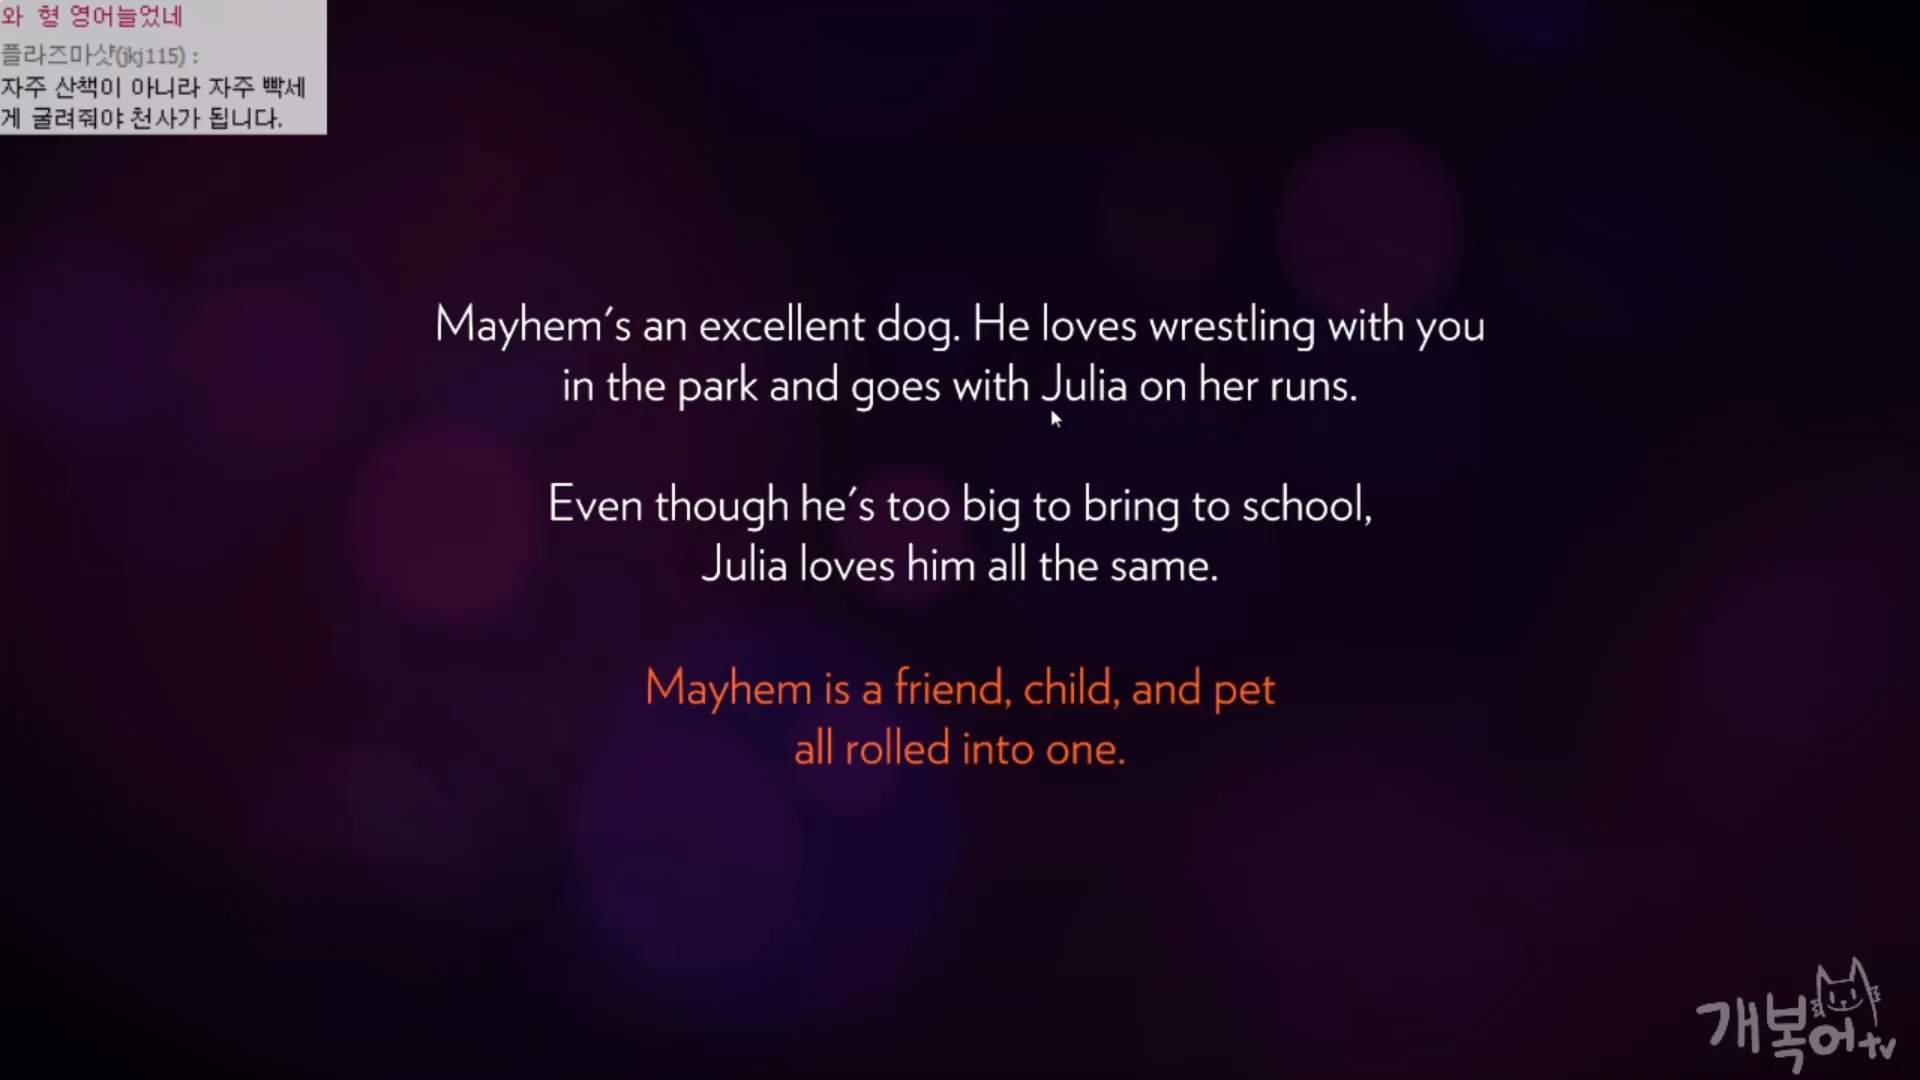 와 형 영어늘었네
플라즈마샷(jkj115) :
자주 산책이 아니라 자주 빡세
게 굴려줘야 천사가 됩니다.
Mayhem's an excellent dog. He loves wrestling with you
in the park and goes with Julia on her runs.
Even though he's too big to bring to school,
Julia loves him all the same.
Mayhem is a friend, child, and pet
all rolled into one.
개복어tv